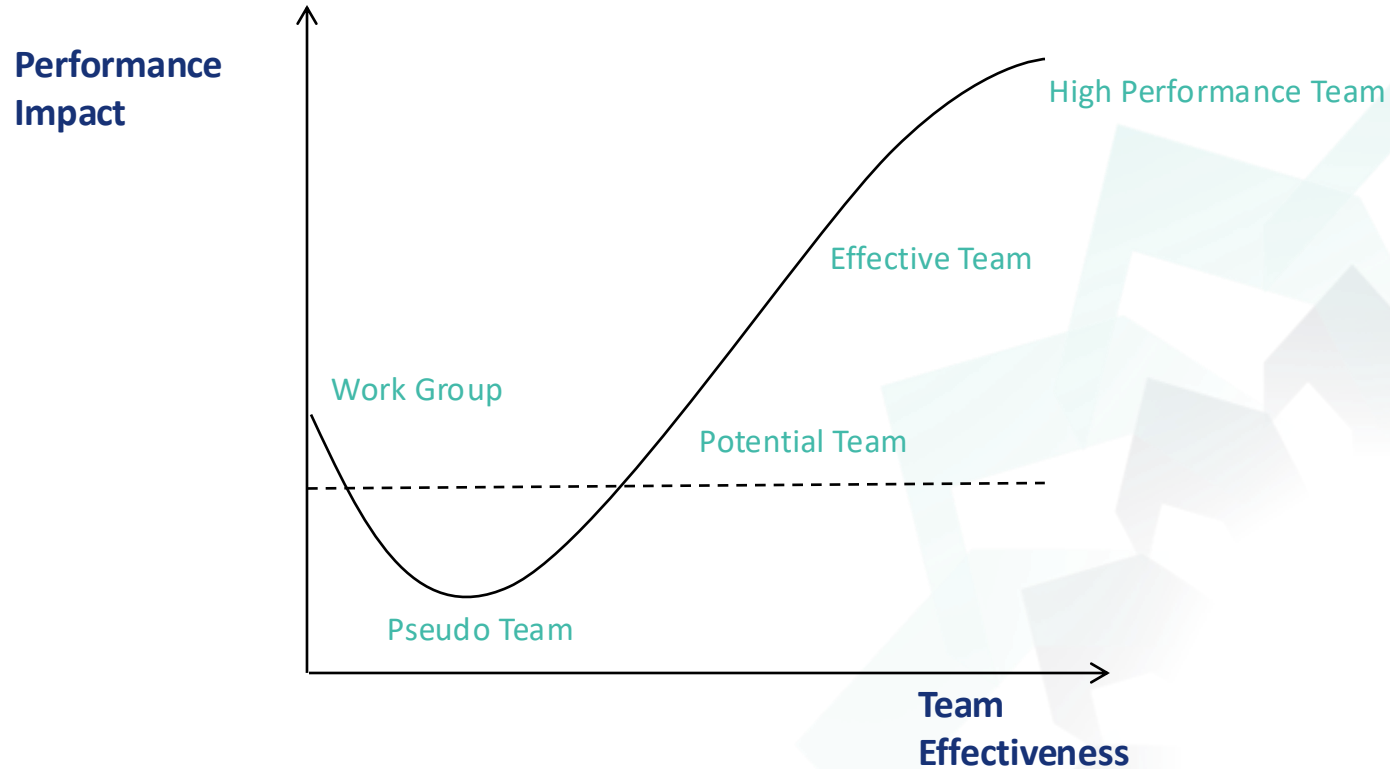 Performance
Impact
High Performance Team
Effective Team
Work Group
Potential Team
Pseudo Team
Team
Effectiveness